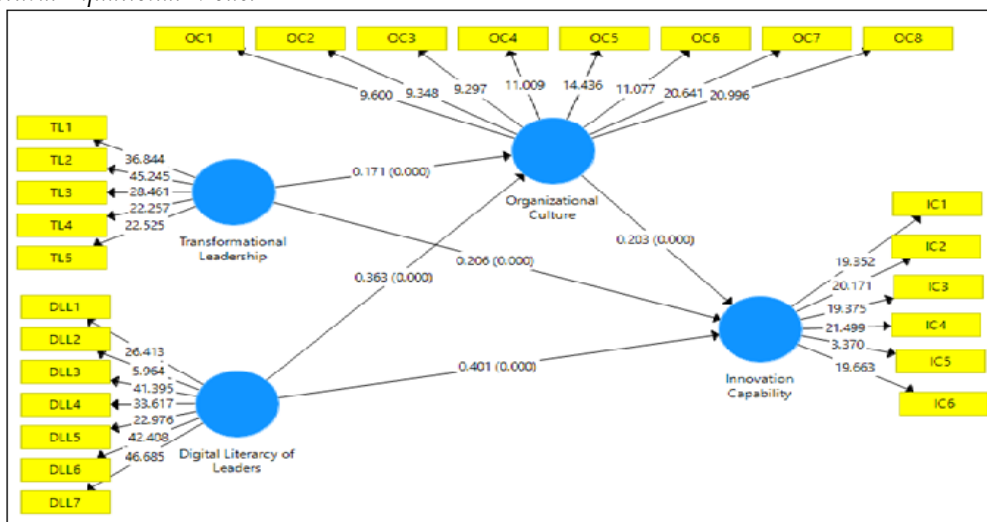 OC1 OC2 OC3 OC4 OC5 OC6 OC7 OC8
9.600 9.348 9.297 11.009 14.436 11.077 20.641 20.996
TL1
TL2
TL3
TL4
TL5
36.844
45.245
28.461
22.257
22.525
Transformational
Leadership
0.171 (0.000)
Organizational
Culture
0.363 (0.000)
0.206 (0.000)
0.203 (0.000)
DLL1
DLL2
DLL3
DLL4
DLL5
DLL6
DLL7
26.413
5.964
41.395
33.617
22.976
42.408
46.685
Digital Literarcy of
Leaders
0.401 (0.000)
Innovation
Capability
IC1
IC2
IC3
IC4
IC5
IC6
19.352
20.171
19.375
21.499
3.370
19.663